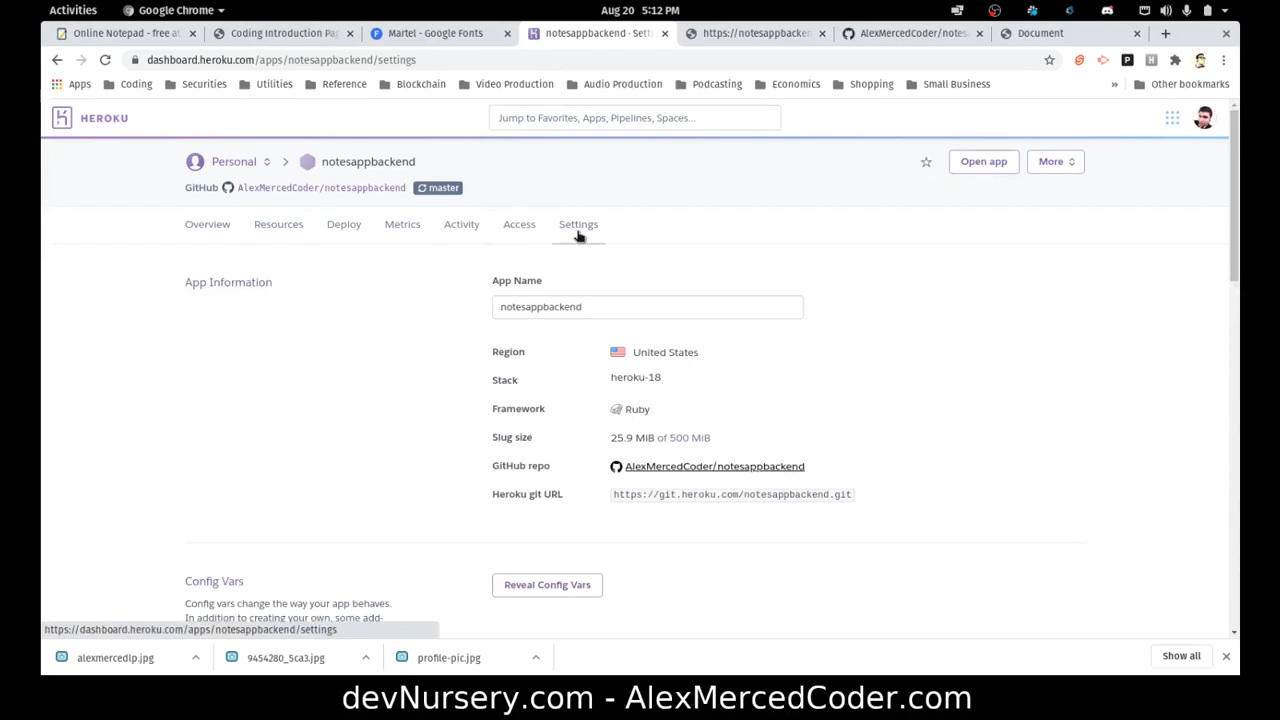 Activities Google Chrome Aug 20 5:12 PM
Online Notepad - free at Coding Introduction Pag Martel - Google Fonts notesappbackend · Setti https://notesappbacken AlexMercedCoder/notes Document
dashboard.heroku.com/apps/notesappbackend/settings
Apps Coding Securities Utilities Reference Blockchain Video Production Audio Production Podcasting Economics Shopping Small Business » Other bookmarks
HEROKU Jump to Favorites, Apps, Pipelines, Spaces...
Personal notesappbackend Open app More
GitHub AlexMercedCoder/notesappbackend master
Overview Resources Deploy Metrics Activity Access Settings
App Information
App Name
notesappbackend
Region United States
Stack heroku-18
Framework Ruby
Slug size 25.9 MiB of 500 MiB
GitHub repo AlexMercedCoder/notesappbackend
Heroku git URL https://git.heroku.com/notesappbackend.git
Config Vars Reveal Config Vars
Config vars change the way your app behaves.
In addition to creating your own, some add-
https://dashboard.heroku.com/apps/notesappbackend/settings
alexmercedlp.jpg 9454280_5ca3.jpg profile-pic.jpg Show all
devNursery.com - AlexMercedCoder.com